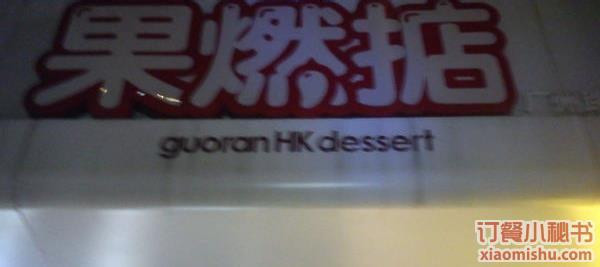 果燃掂
guoran HK dessert
订餐小秘书
xiaomishu.com